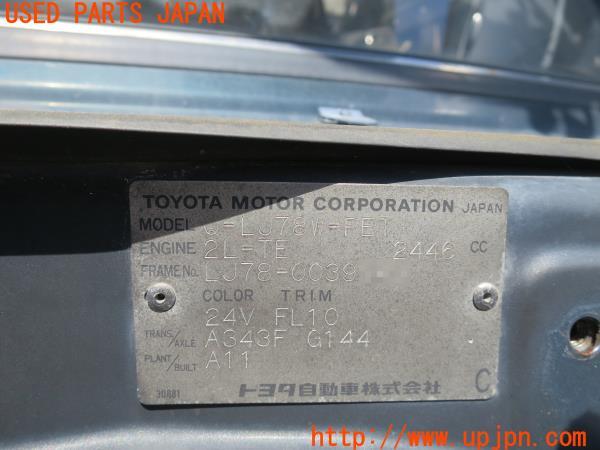 USED PARTS JAPAN
TOYOTA MOTOR CORPORATION JAPAN
MODEL Q-LJ78W-PET
ENGINE 2L-TE 2446 CC
FRAME No. LJ78-0039
COLOR TRIM
24V FL10
TRANS./AXLE A343F G144
PLANT/BUILT A11
30881 トヨタ自動車株式会社 C
U P J
http://www.upjpn.com